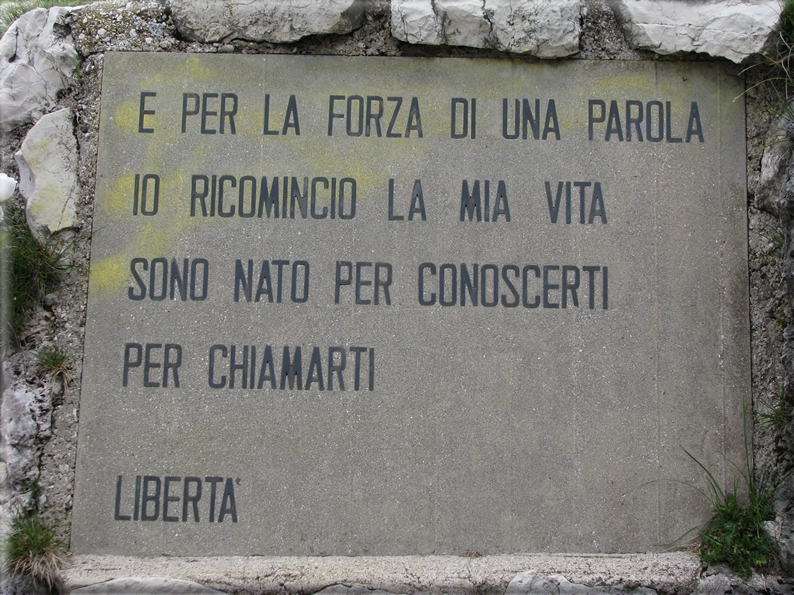 E PER LA FORZA DI UNA PAROLA
IO RICOMINCIO LA MIA VITA
SONO NATO PER CONOSCERTI
PER CHIAMARTI
LIBERTA'